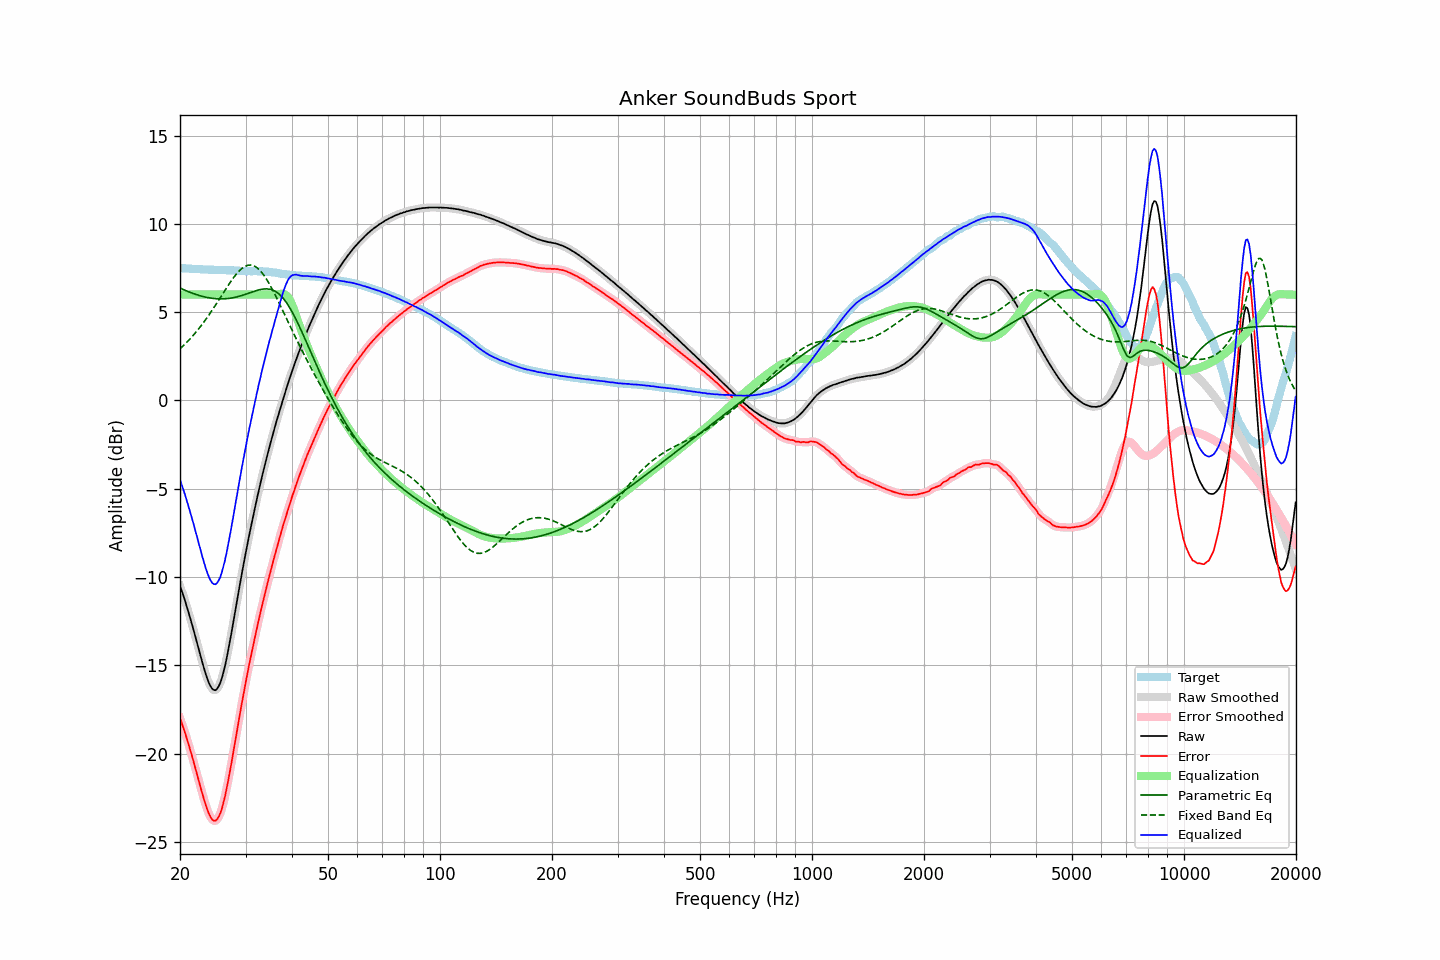 Anker SoundBuds Sport
Amplitude (dBr)
15
10
5
0
−5
−10
−15
−20
−25
Target
Raw Smoothed
Error Smoothed
Raw
Error
Equalization
Parametric Eq
Fixed Band Eq
Equalized
20 50 100 200 500 1000 2000 5000 10000 20000
Frequency (Hz)